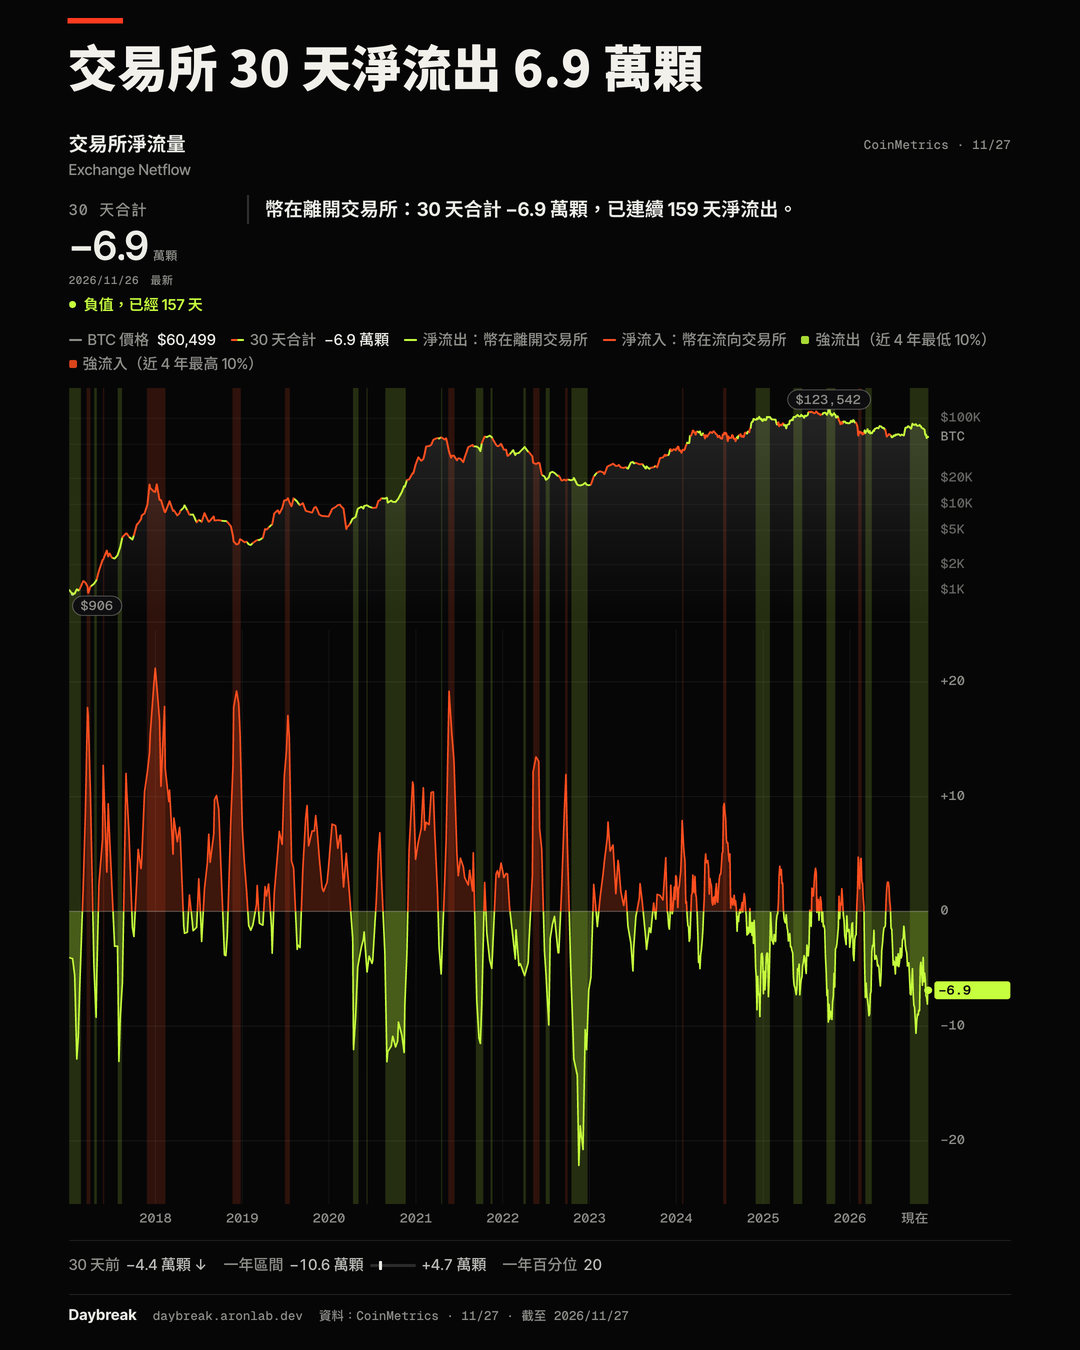 交易所 30 天淨流出 6.9 萬顆
交易所淨流量
CoinMetrics · 11/27
Exchange Netflow
30 天合計
幣在離開交易所：30 天合計 −6.9 萬顆，已連續 159 天淨流出。
−6.9 萬顆
2026/11/26 最新
負值，已經 157 天
BTC 價格 $60,499 30 天合計 −6.9 萬顆 淨流出：幣在離開交易所 淨流入：幣在流向交易所 強流出（近 4 年最低 10%）
強流入（近 4 年最高 10%）
$123,542
$100K
BTC
$20K
$10K
$5K
$2K
$1K
$906
+20
+10
0
−6.9
−10
−20
2018 2019 2020 2021 2022 2023 2024 2025 2026 現在
30 天前 −4.4 萬顆 ↓ 一年區間 −10.6 萬顆 +4.7 萬顆 一年百分位 20
Daybreak daybreak.aronlab.dev 資料：CoinMetrics · 11/27 · 截至 2026/11/27